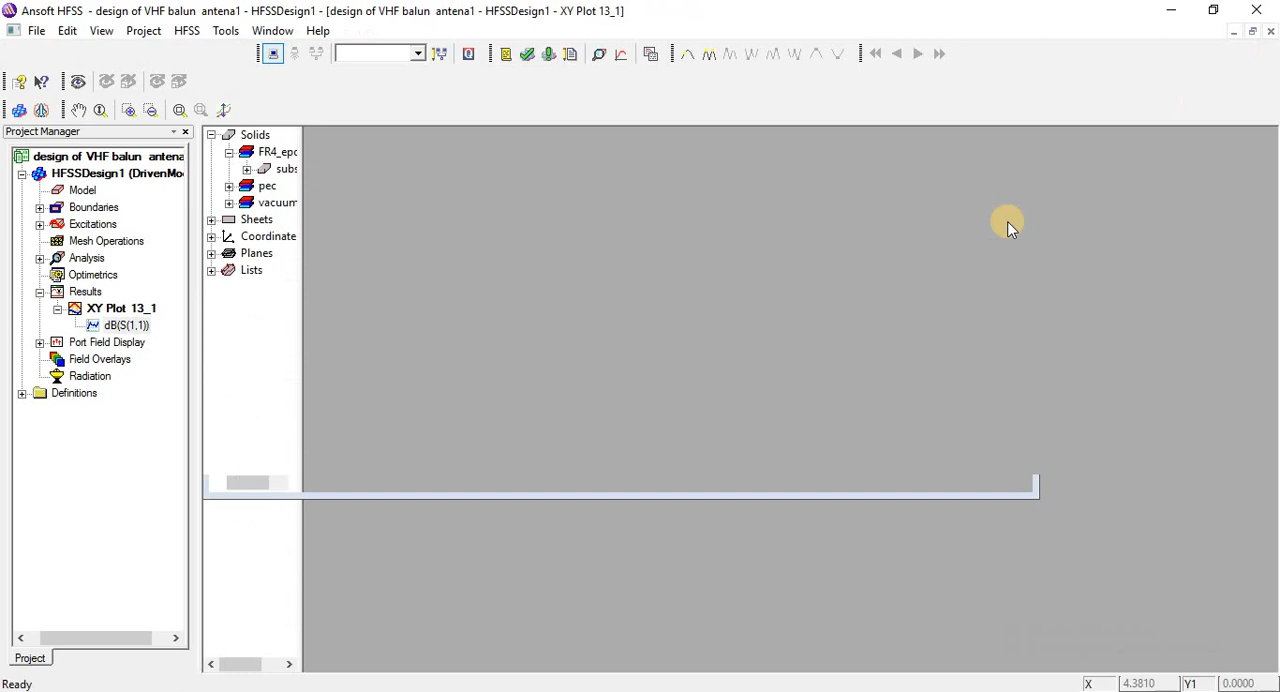 Ansoft HFSS - design of VHF balun antena1 - HFSSDesign1 - [design of VHF balun antena1 - HFSSDesign1 - XY Plot 13_1]
File Edit View Project HFSS Tools Window Help
Project Manager
design of VHF balun antena
HFSSDesign1 (DrivenMo
Model
Boundaries
Excitations
Mesh Operations
Analysis
Optimetrics
Results
XY Plot 13_1
dB(S(1,1))
Port Field Display
Field Overlays
Radiation
Definitions
Project
Solids
FR4_epo
subs
pec
vacuum
Sheets
Coordinate
Planes
Lists
Ready
X 4.3810 Y1 0.0000